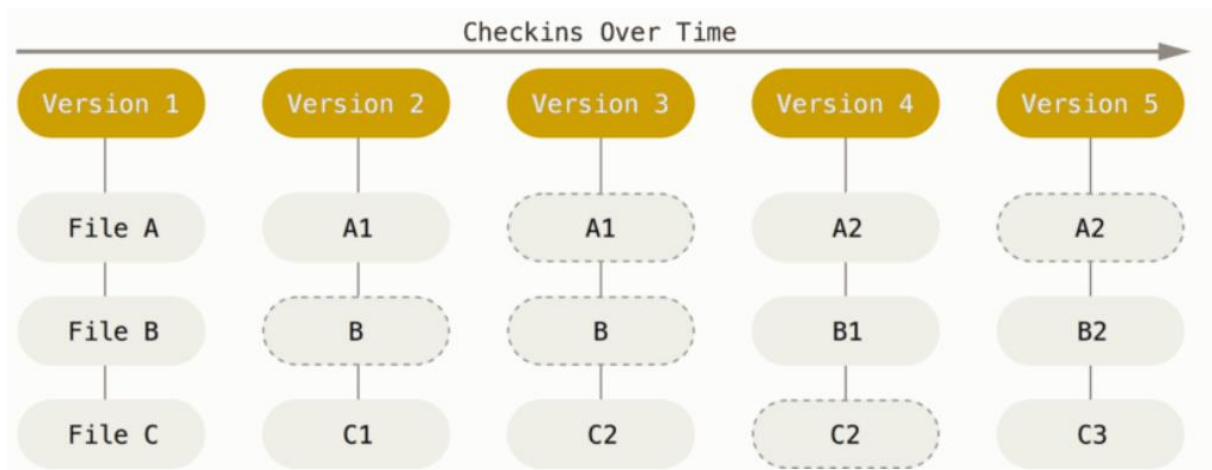 Checkins Over Time
Version 1 Version 2 Version 3 Version 4 Version 5
File A A1 A1 A2 A2
File B B B B1 B2
File C C1 C2 C2 C3